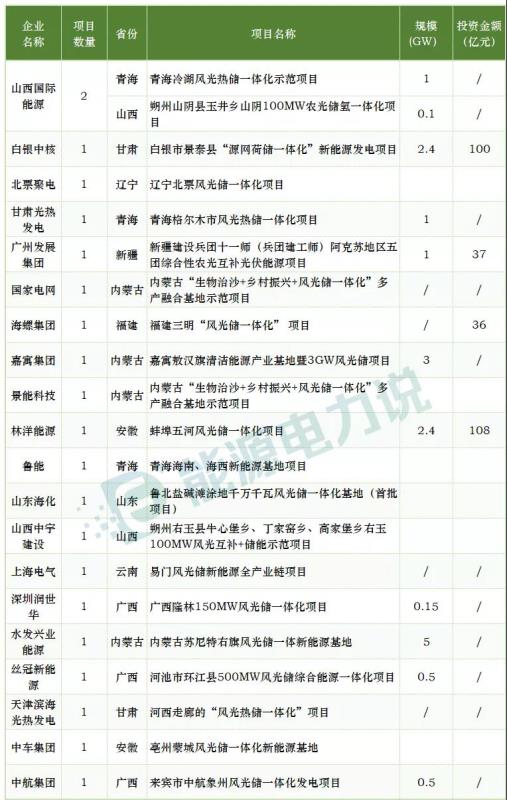 企业名称 项目数量 省份 项目名称 规模(GW) 投资金额(亿元)
山西国际能源 2 青海 青海冷湖风光热储一体化示范项目 1 /
山西 朔州山阴县玉井乡山阴100MW农光储氢一体化项目 0.1 /
白银中核 1 甘肃 白银市景泰县“源网荷储一体化”新能源发电项目 2.4 100
北票聚电 1 辽宁 辽宁北票风光储一体化项目
甘肃光热发电 1 青海 青海格尔木市风光热储一体化项目 1 /
广州发展集团 1 新疆 新疆建设兵团十一师（兵团建工师）阿克苏地区五团综合性农光互补光伏能源项目 1 37
国家电网 1 内蒙古 内蒙古“生物治沙+乡村振兴+风光储一体化”多产融合基地示范项目 / /
海螺集团 1 福建 福建三明“风光储一体化” 项目 / 36
嘉寓集团 1 内蒙古 嘉寓敖汉旗清洁能源产业基地暨3GW风光储项目 3 /
景能科技 1 内蒙古 内蒙古“生物治沙+乡村振兴+风光储一体化”多产融合基地示范项目
林洋能源 1 安徽 蚌埠五河风光储一体化项目 2.4 108
鲁能 1 青海 青海海南、海西新能源基地项目
山东海化 1 山东 鲁北盐碱滩涂地千万千瓦风光储一体化基地（首批项目）
山西中宇建设 1 山西 朔州右玉县牛心堡乡、丁家窑乡、高家堡乡右玉100MW风光互补+储能示范项目
上海电气 1 云南 易门风光储新能源全产业链项目 / /
深圳润世华 1 广西 广西隆林150MW风光储一体化项目 0.15 /
水发兴业能源 1 内蒙古 内蒙古苏尼特右旗风光储一体新能源基地 5 /
丝冠新能源 1 广西 河池市环江县500MW风光储综合能源一体化项目 0.5 /
天津滨海光热发电 1 甘肃 河西走廊的“风光热储一体化”项目 / /
中车集团 1 安徽 亳州蒙城风光储一体化新能源基地
中航集团 1 广西 来宾市中航象州风光储一体化发电项目 0.5 /
能源电力说